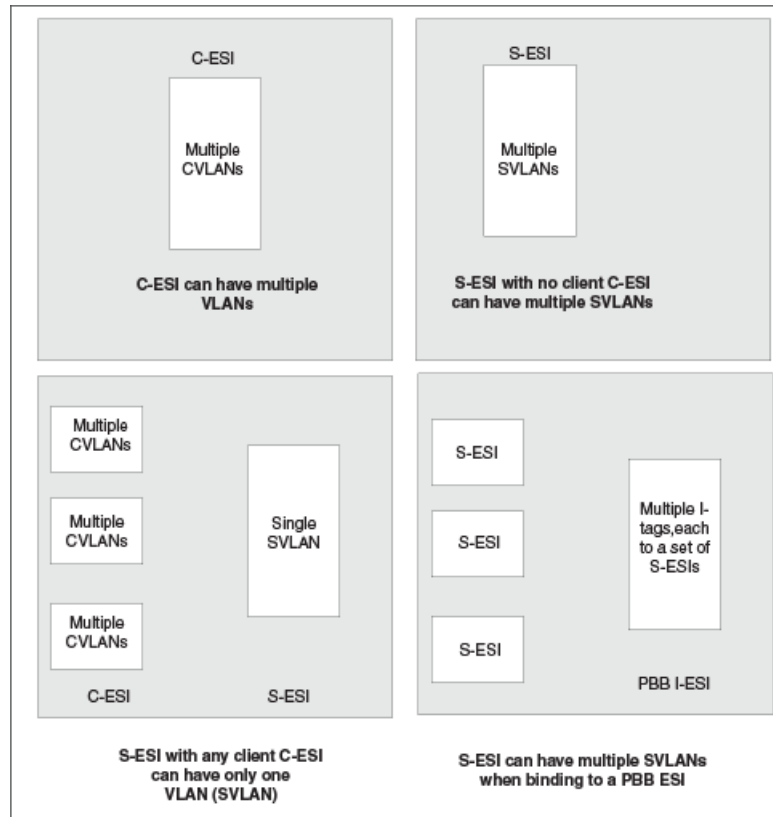 C-ESI
Multiple
CVLANs
C-ESI can have multiple
VLANs
S-ESI
Multiple
SVLANs
S-ESI with no client C-ESI
can have multiple SVLANs
Multiple
CVLANs
Multiple
CVLANs
Multiple
CVLANs
C-ESI
Single
SVLAN
S-ESI
S-ESI with any client C-ESI
can have only one
VLAN (SVLAN)
S-ESI
S-ESI
S-ESI
Multiple I-
tags,each
to a set of
S-ESIs
PBB I-ESI
S-ESI can have multiple SVLANs
when binding to a PBB ESI